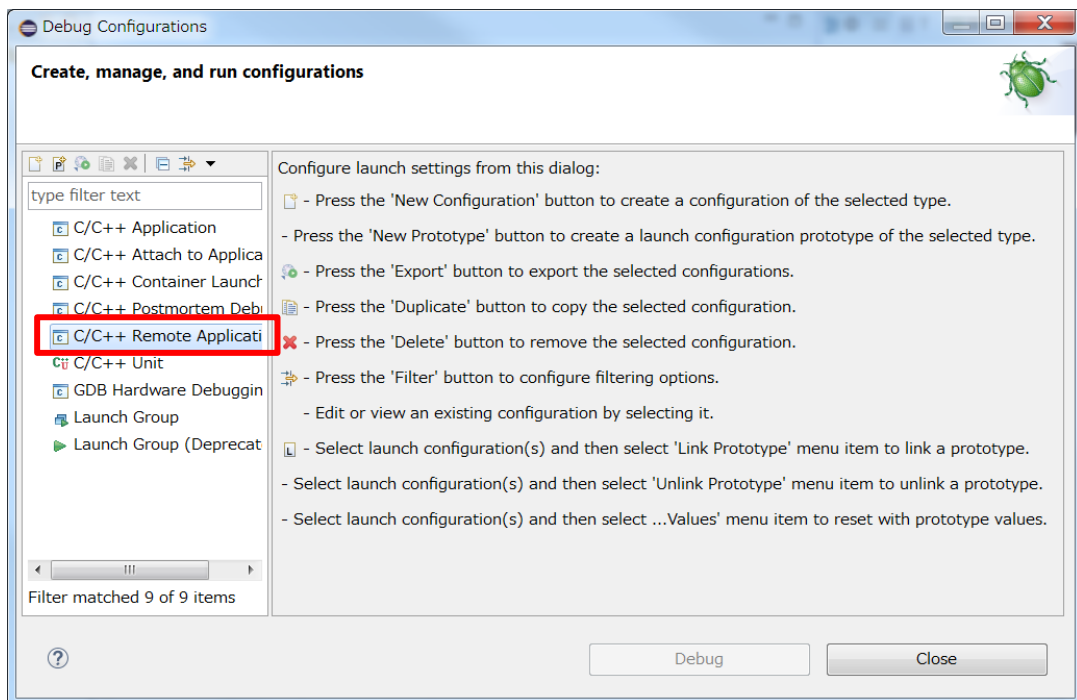 Debug Configurations
Create, manage, and run configurations
type filter text
C/C++ Application
C/C++ Attach to Applica
C/C++ Container Launch
C/C++ Postmortem Deb
C/C++ Remote Applicati
C/C++ Unit
GDB Hardware Debuggin
Launch Group
Launch Group (Deprecat
Filter matched 9 of 9 items
Configure launch settings from this dialog:
- Press the 'New Configuration' button to create a configuration of the selected type.
- Press the 'New Prototype' button to create a launch configuration prototype of the selected type.
- Press the 'Export' button to export the selected configurations.
- Press the 'Duplicate' button to copy the selected configuration.
- Press the 'Delete' button to remove the selected configuration.
- Press the 'Filter' button to configure filtering options.
- Edit or view an existing configuration by selecting it.
- Select launch configuration(s) and then select 'Link Prototype' menu item to link a prototype.
- Select launch configuration(s) and then select 'Unlink Prototype' menu item to unlink a prototype.
- Select launch configuration(s) and then select ...Values' menu item to reset with prototype values.
Debug
Close